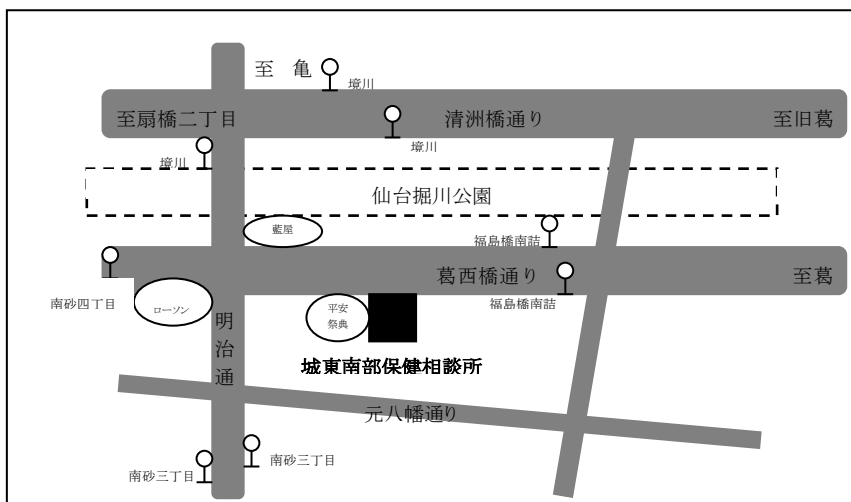 至　亀
境川
至扇橋二丁目
清洲橋通り
至旧葛
境川
境川
仙台掘川公園
藍屋
福島橋南詰
葛西橋通り
至葛
南砂四丁目
ローソン
平安
祭典
福島橋南詰
明治通
城東南部保健相談所
元八幡通り
南砂三丁目
南砂三丁目